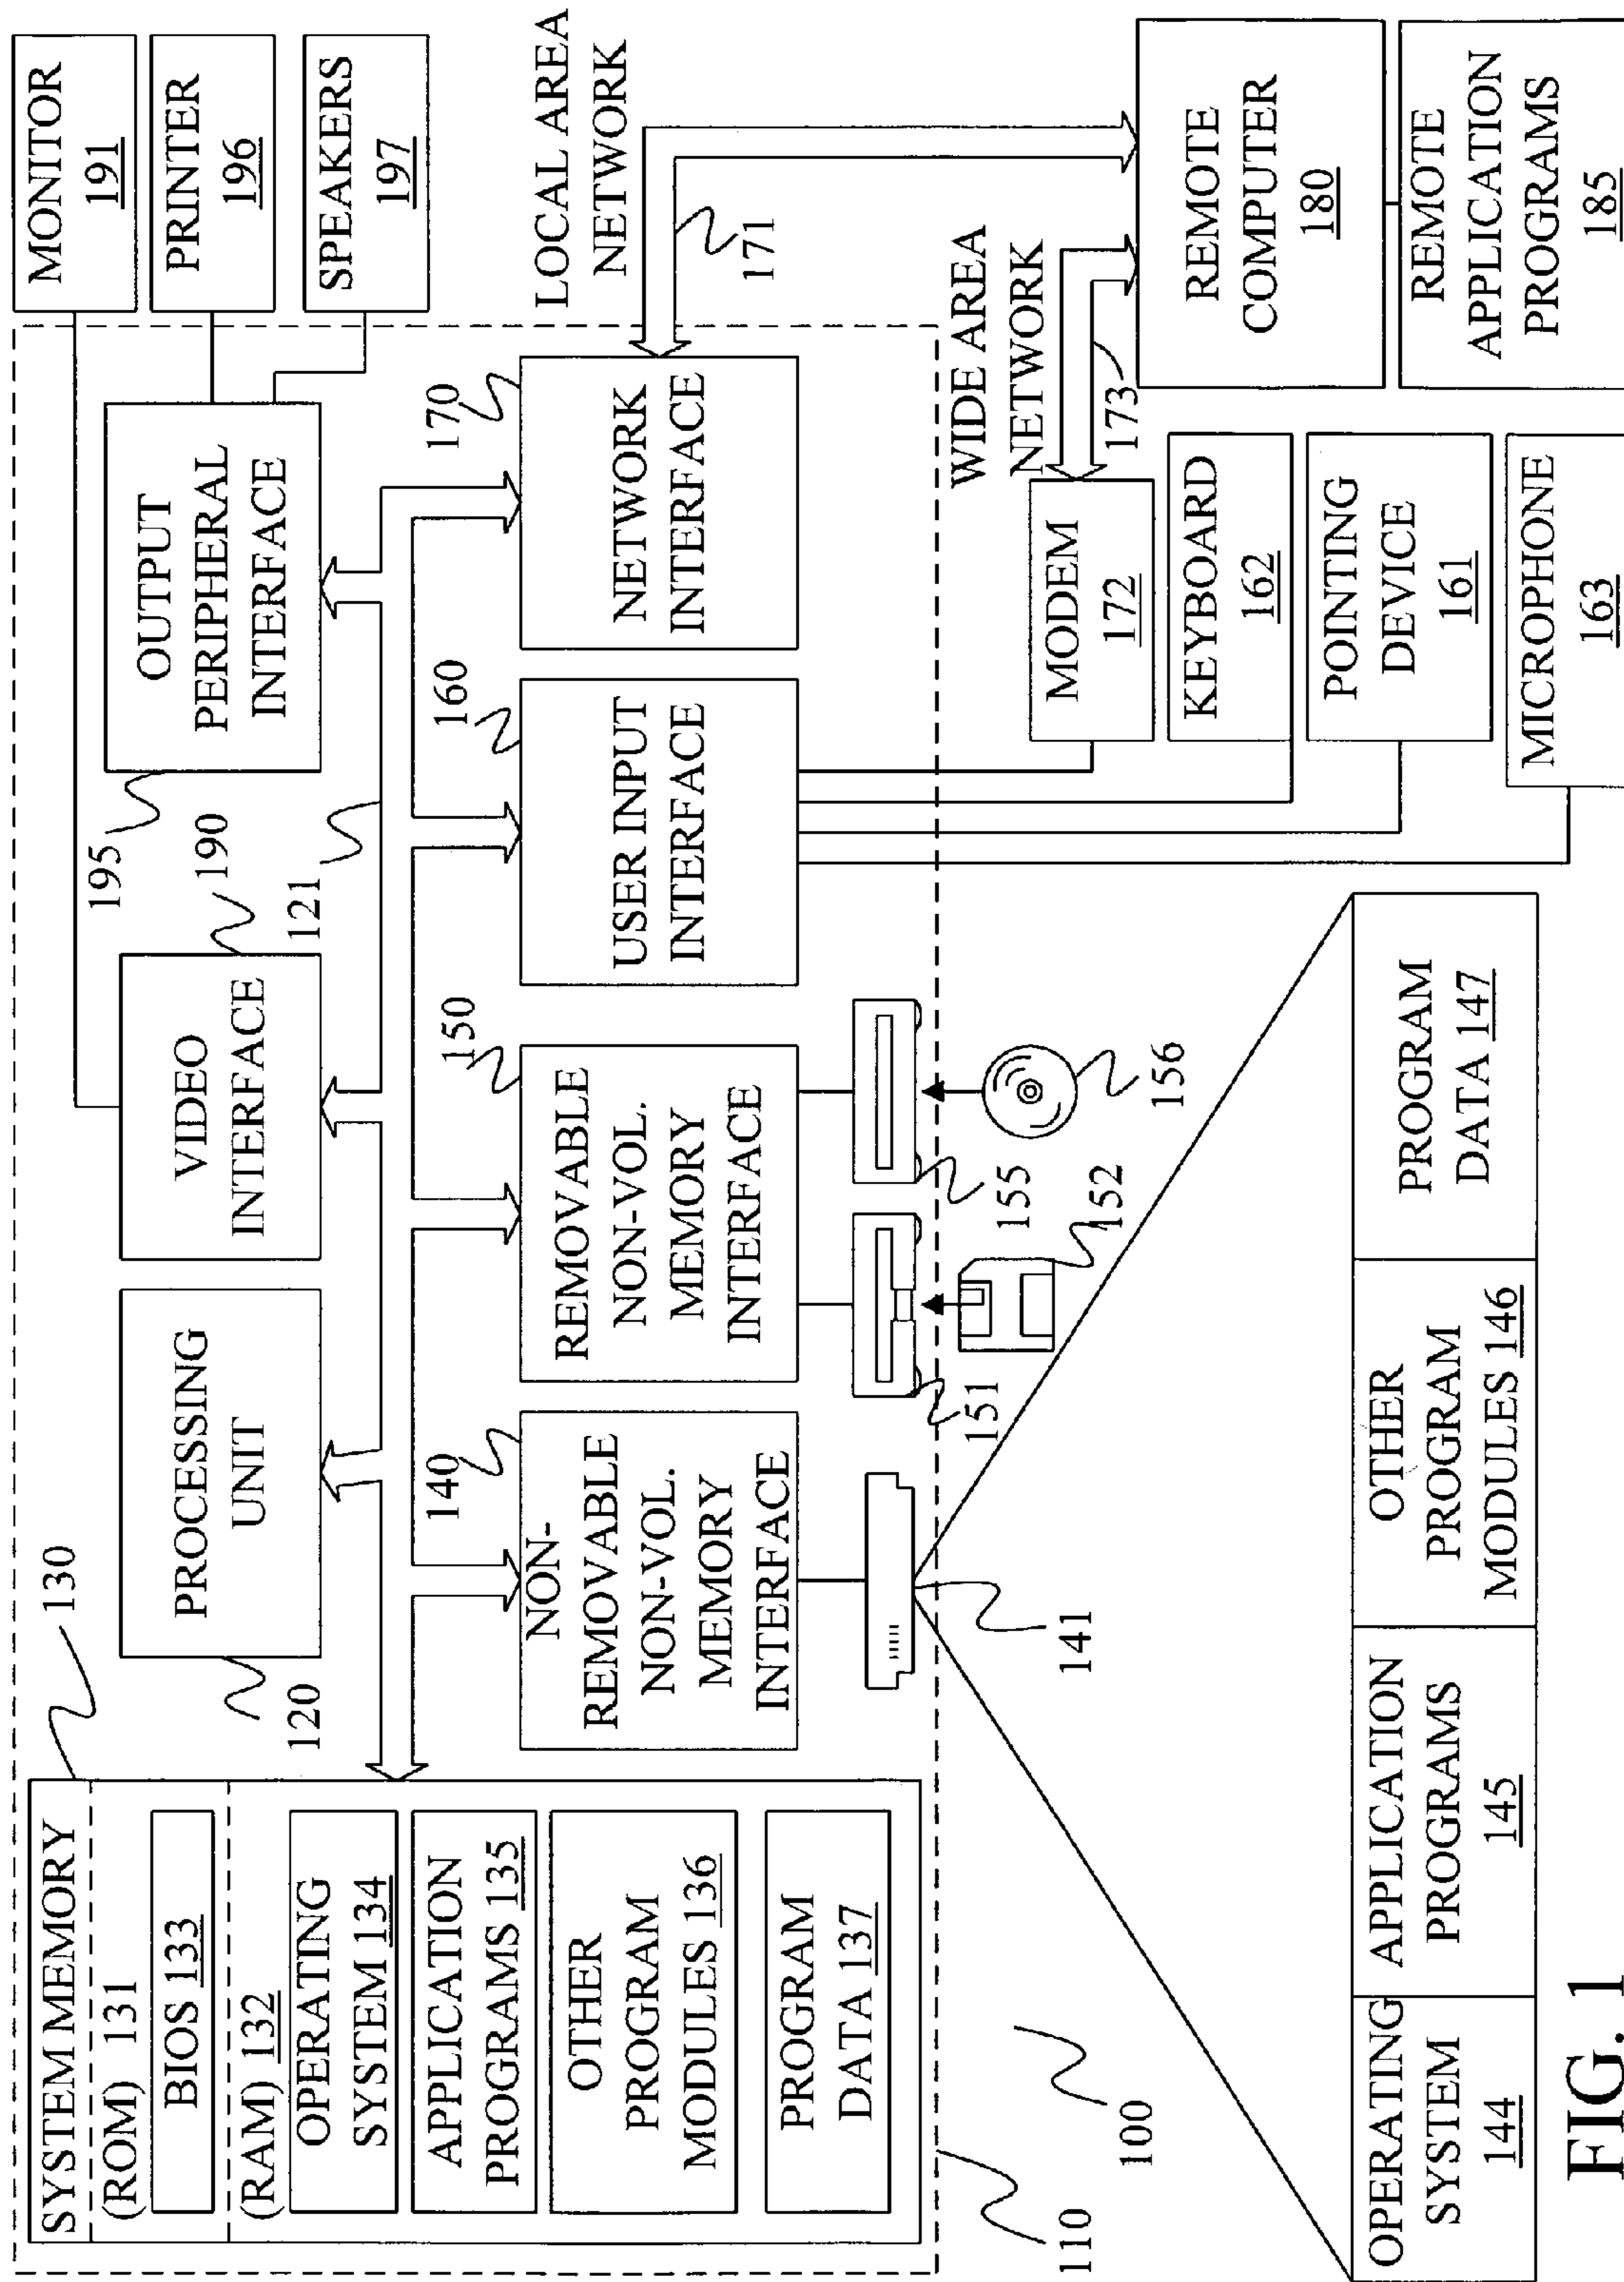 SYSTEM MEMORY
(ROM) 131
BIOS 133
(RAM) 132
OPERATING
SYSTEM 134
APPLICATION
PROGRAMS 135
OTHER
PROGRAM
MODULES 136
PROGRAM
DATA 137
130
PROCESSING
UNIT
120
VIDEO
INTERFACE
190
121
OUTPUT
PERIPHERAL
INTERFACE
195
MONITOR
191
PRINTER
196
SPEAKERS
197
NON-
REMOVABLE
NON-VOL.
MEMORY
INTERFACE
140
REMOVABLE
NON-VOL.
MEMORY
INTERFACE
150
USER INPUT
INTERFACE
160
NETWORK
INTERFACE
170
LOCAL AREA
NETWORK
171
141
151
152
155
156
WIDE AREA
NETWORK
173
MODEM
172
KEYBOARD
162
POINTING
DEVICE
161
MICROPHONE
163
REMOTE
COMPUTER
180
REMOTE
APPLICATION
PROGRAMS
185
110
100
OPERATING
SYSTEM
144
APPLICATION
PROGRAMS
145
OTHER
PROGRAM
MODULES 146
PROGRAM
DATA 147
FIG. 1